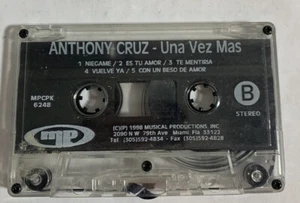 ANTHONY CRUZ - Una Vez Mas
1 NIEGAME / 2 ES TU AMOR / 3 TE MENTIRIA
4 VUELVE YA / 5 CON UN BESO DE AMOR
MPCPK
6248
B
STEREO
mp
(C)(P) 1998 MUSICAL PRODUCTIONS, INC
2090 N W 79th Ave Miami Fla 33122
Tel (305)592-4834 - Fax (305)592-4828